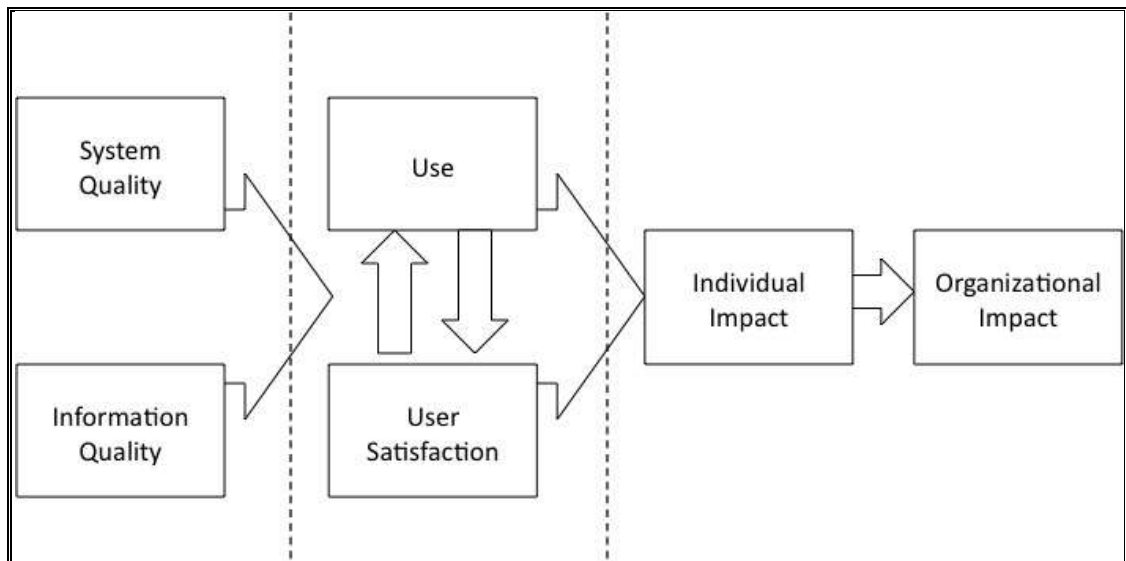 System
Quality
Use
Individual
Impact
Organizational
Impact
Information
Quality
User
Satisfaction